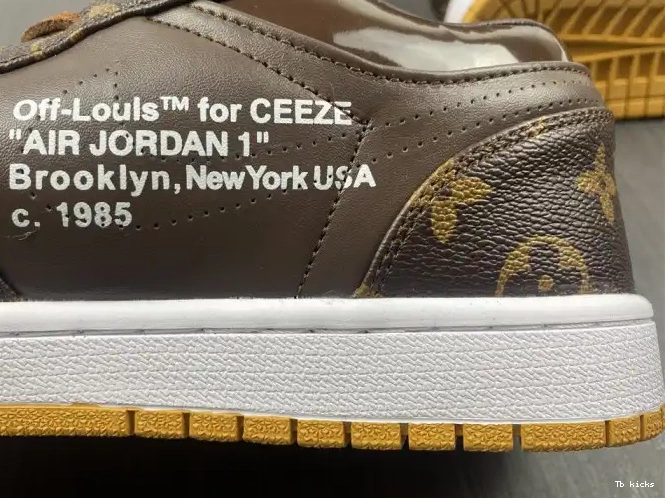 Off-Louis™ for CEEZE
"AIR JORDAN 1"
Brooklyn, New York USA
c. 1985
Tb kicks